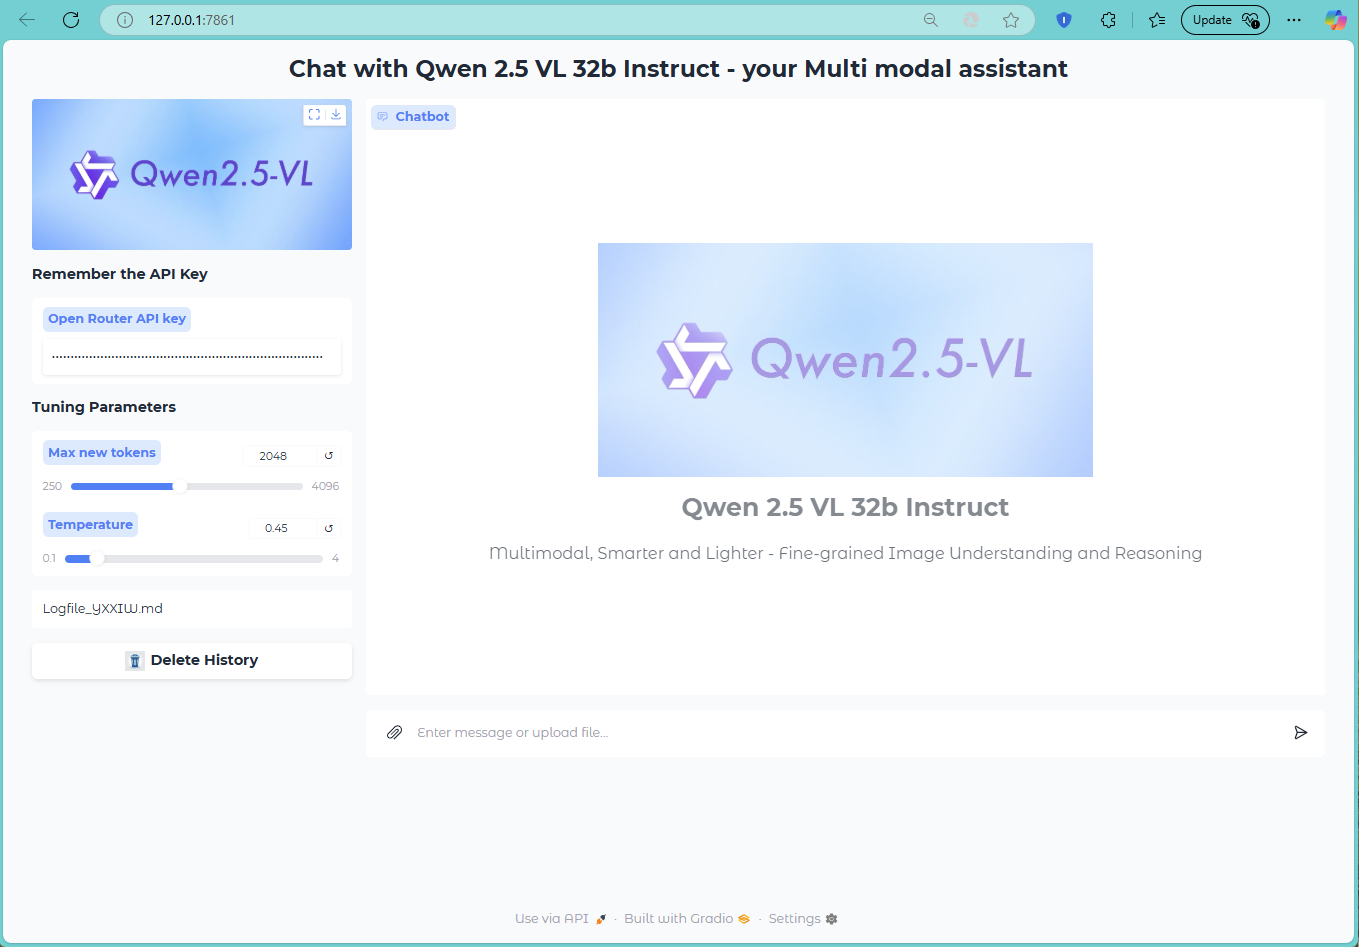 127.0.0.1:7861
Update
Chat with Qwen 2.5 VL 32b Instruct - your Multi modal assistant
Qwen2.5-VL
Remember the API Key
Open Router API key
Tuning Parameters
Max new tokens
2048
250
4096
Temperature
0.45
0.1
4
Logfile_YXXIW.md
Delete History
Chatbot
Qwen2.5-VL
Qwen 2.5 VL 32b Instruct
Multimodal, Smarter and Lighter - Fine-grained Image Understanding and Reasoning
Enter message or upload file...
Use via API · Built with Gradio · Settings